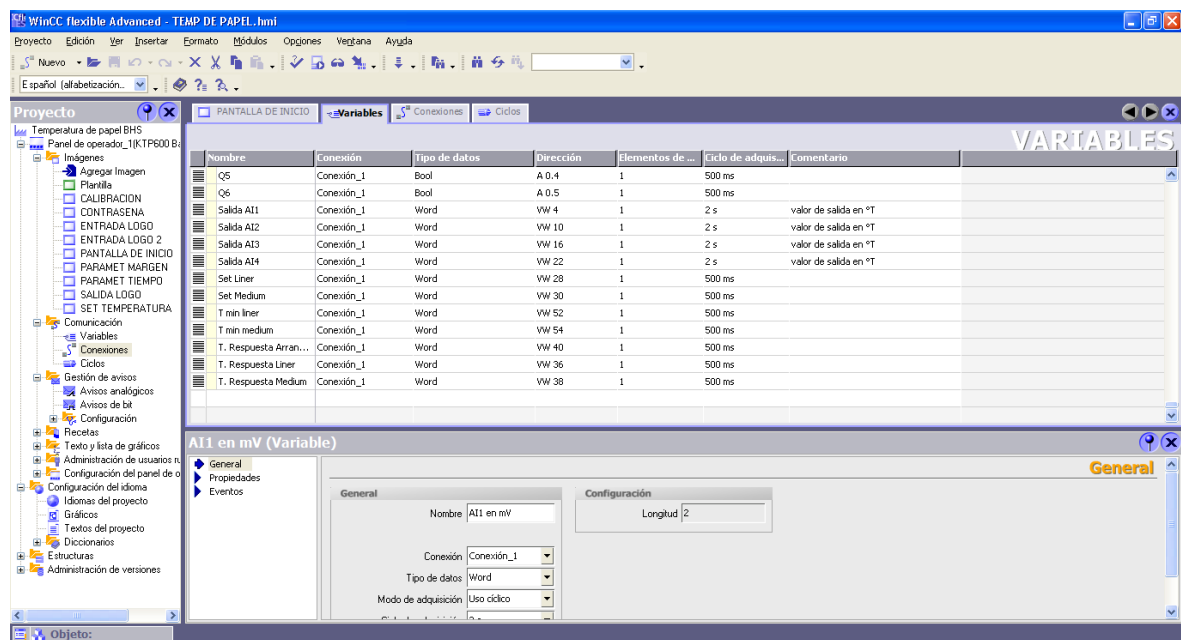 WinCC flexible Advanced - TEMP DE PAPEL.hmi
Proyecto Edición Ver Insertar Formato Módulos Opciones Ventana Ayuda
Nuevo
Español (alfabetización...
Proyecto
PANTALLA DE INICIO Variables Conexiones Ciclos
Temperatura de papel BHS
Panel de operador_1(KTP600 Ba
Imágenes
Agregar Imagen
Plantilla
CALIBRACION
CONTRASENA
ENTRADA LOGO
ENTRADA LOGO 2
PANTALLA DE INICIO
PARAMET MARGEN
PARAMET TIEMPO
SALIDA LOGO
SET TEMPERATURA
Comunicación
Variables
Conexiones
Ciclos
Gestión de avisos
Avisos analógicos
Avisos de bit
Configuración
Recetas
Texto y lista de gráficos
Administración de usuarios ru
Configuración del panel de o
Configuración del idioma
Idiomas del proyecto
Gráficos
Textos del proyecto
Diccionarios
Estructuras
Administración de versiones
VARIABLES
Nombre Conexión Tipo de datos Dirección Elementos de ... Ciclo de adquis... Comentario
Q5 Conexión_1 Bool A 0.4 1 500 ms
Q6 Conexión_1 Bool A 0.5 1 500 ms
Salida AI1 Conexión_1 Word VW 4 1 2 s valor de salida en ºT
Salida AI2 Conexión_1 Word VW 10 1 2 s valor de salida en ºT
Salida AI3 Conexión_1 Word VW 16 1 2 s valor de salida en ºT
Salida AI4 Conexión_1 Word VW 22 1 2 s valor de salida en ºT
Set Liner Conexión_1 Word VW 28 1 500 ms
Set Medium Conexión_1 Word VW 30 1 500 ms
T min liner Conexión_1 Word VW 52 1 500 ms
T min medium Conexión_1 Word VW 54 1 500 ms
T. Respuesta Arran... Conexión_1 Word VW 40 1 500 ms
T. Respuesta Liner Conexión_1 Word VW 36 1 500 ms
T. Respuesta Medium Conexión_1 Word VW 38 1 500 ms
AI1 en mV (Variable)
General
Propiedades
Eventos
General
General
Nombre AI1 en mV
Conexión Conexión_1
Tipo de datos Word
Modo de adquisición Uso cíclico
Configuración
Longitud 2
Objeto: